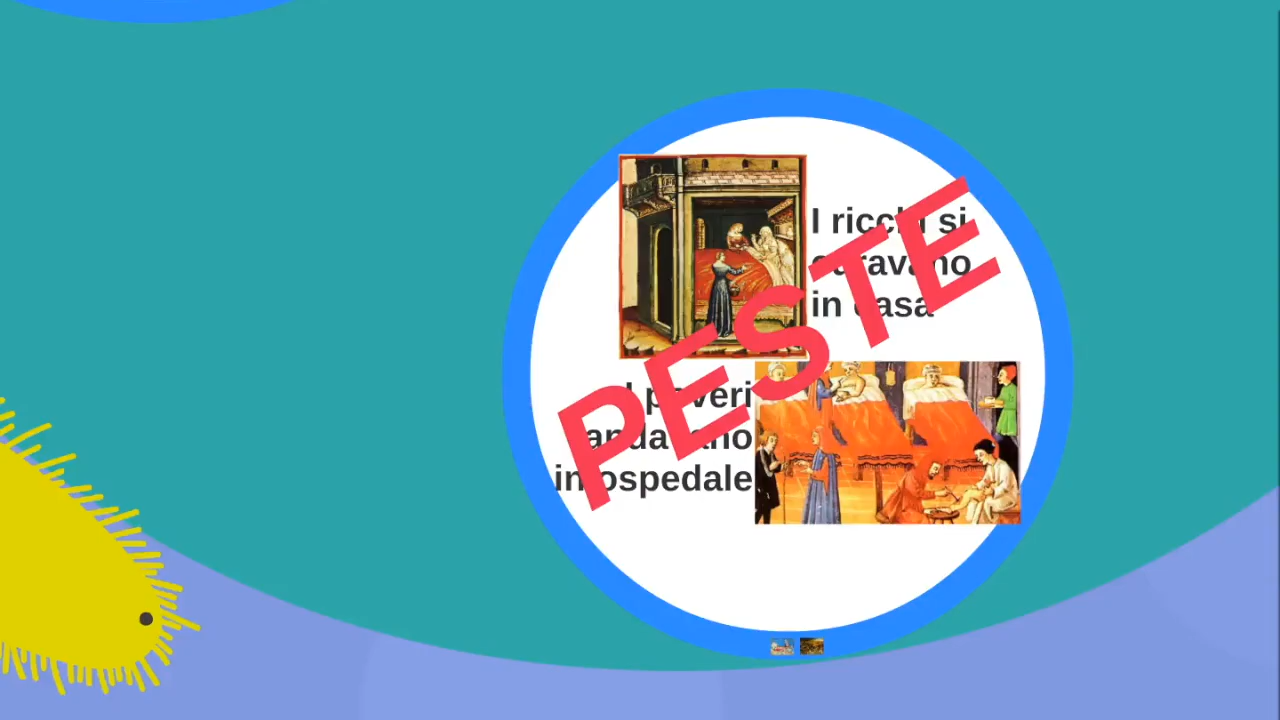 I ricchi si
curavano
in casa
PESTE
I poveri
andavano
in ospedale